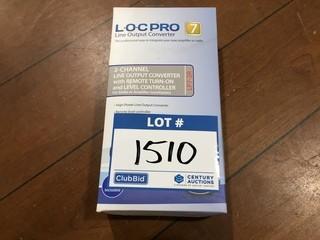 L•O•C PRO 7
Line Output Converter
2-CHANNEL
LINE OUTPUT CONVERTER
with REMOTE TURN-ON
and LEVEL CONTROLLER
LOT #
1510
ClubBid
CENTURY
AUCTIONS